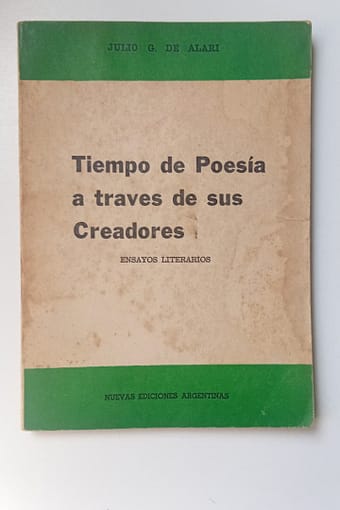 JULIO G. DE ALARI
Tiempo de Poesía
a traves de sus
Creadores
ENSAYOS LITERARIOS
NUEVAS EDICIONES ARGENTINAS